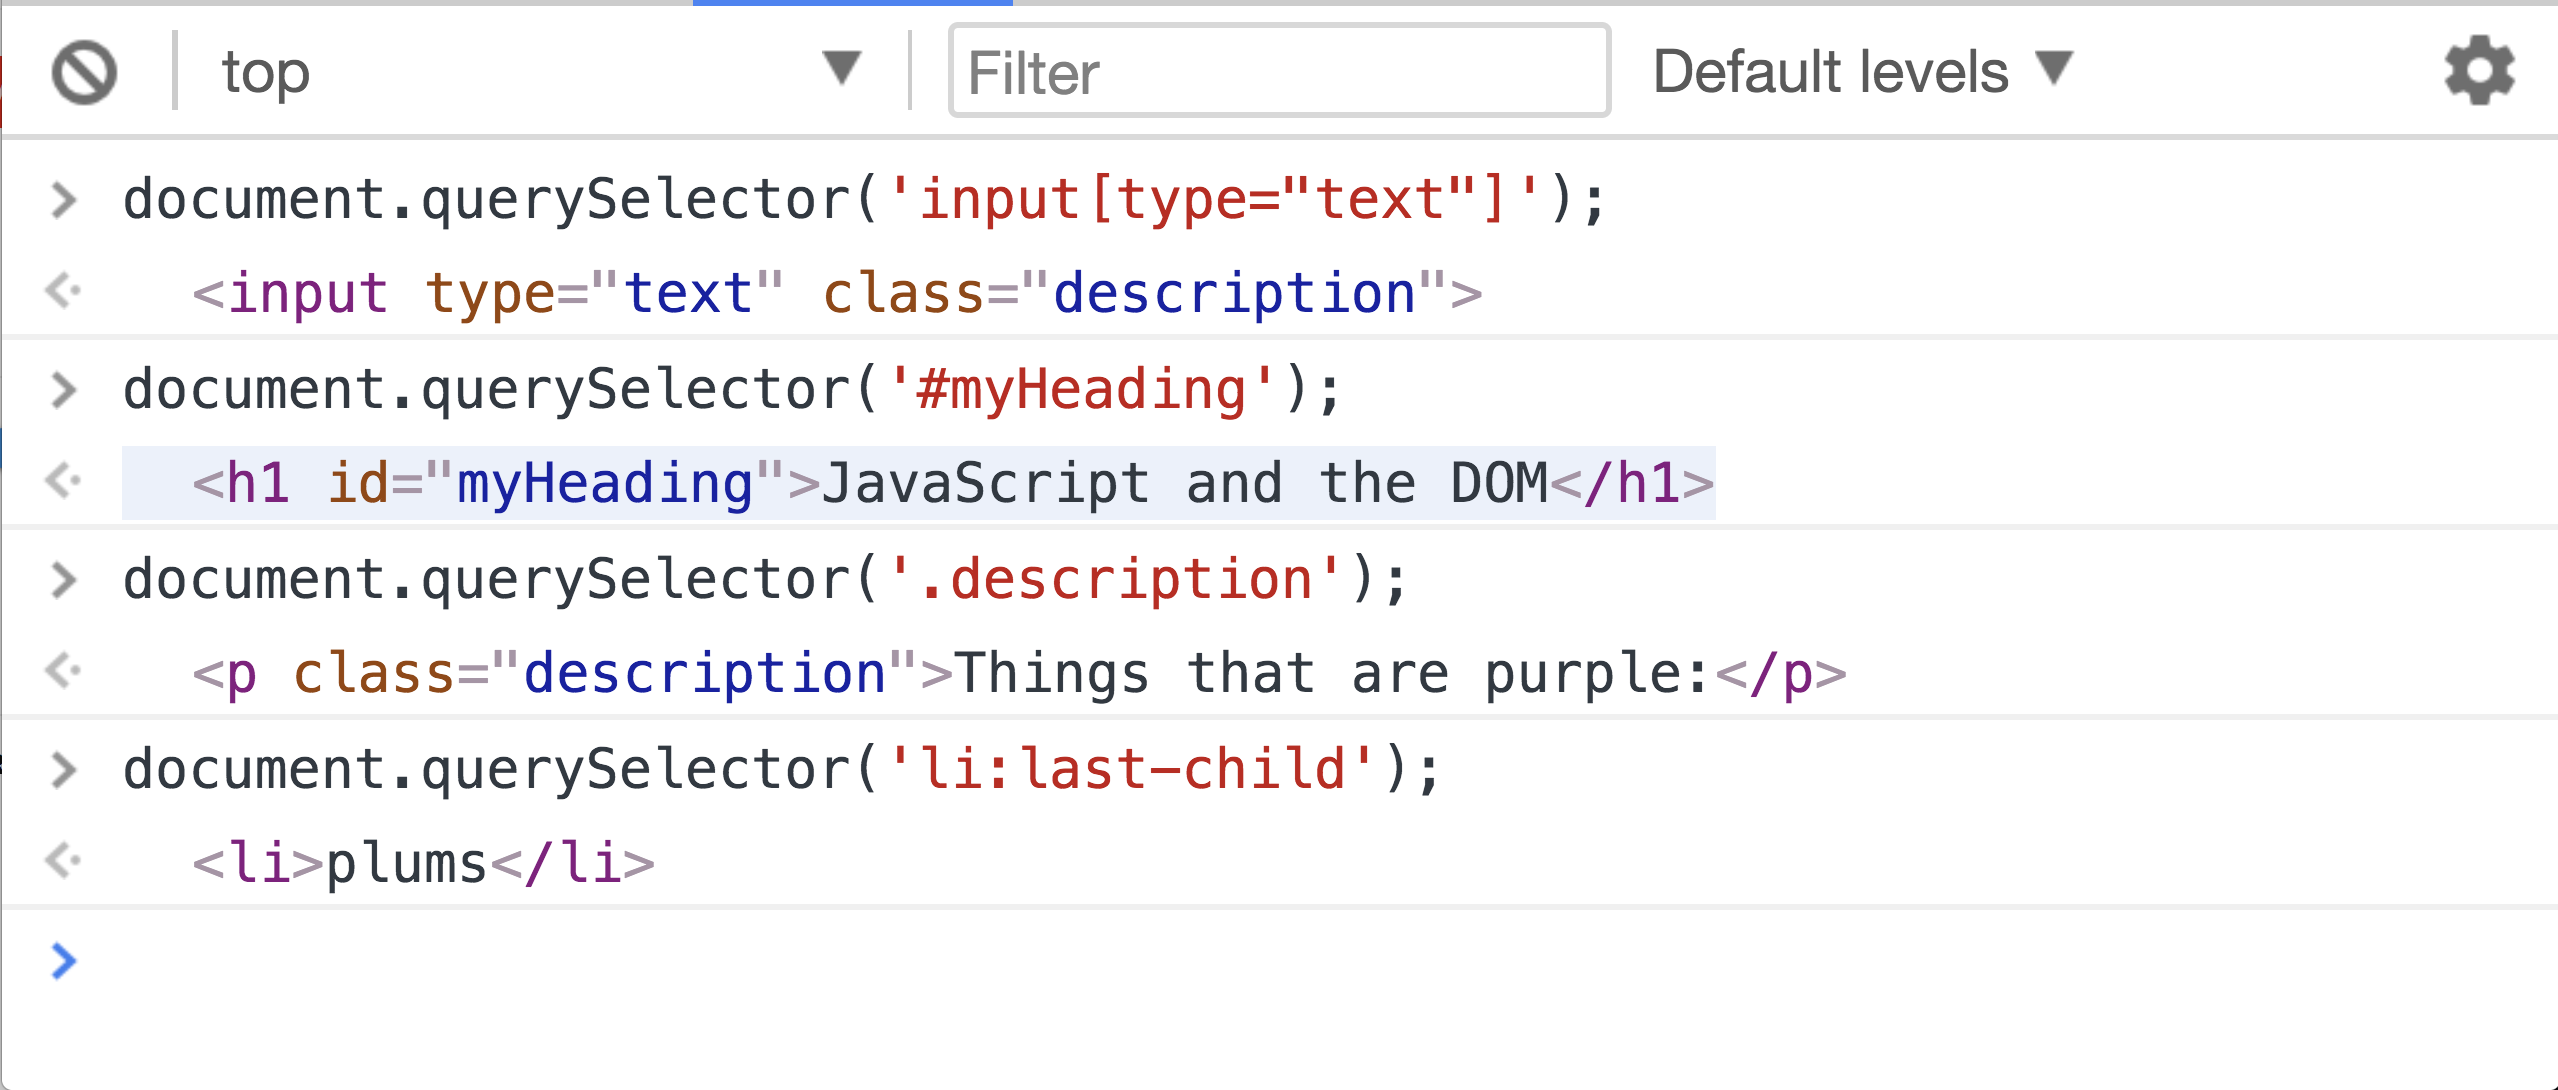 top Filter Default levels
document.querySelector('input[type="text"]');
<input type="text" class="description">
document.querySelector('#myHeading');
<h1 id="myHeading">JavaScript and the DOM</h1>
document.querySelector('.description');
<p class="description">Things that are purple:</p>
document.querySelector('li:last-child');
<li>plums</li>